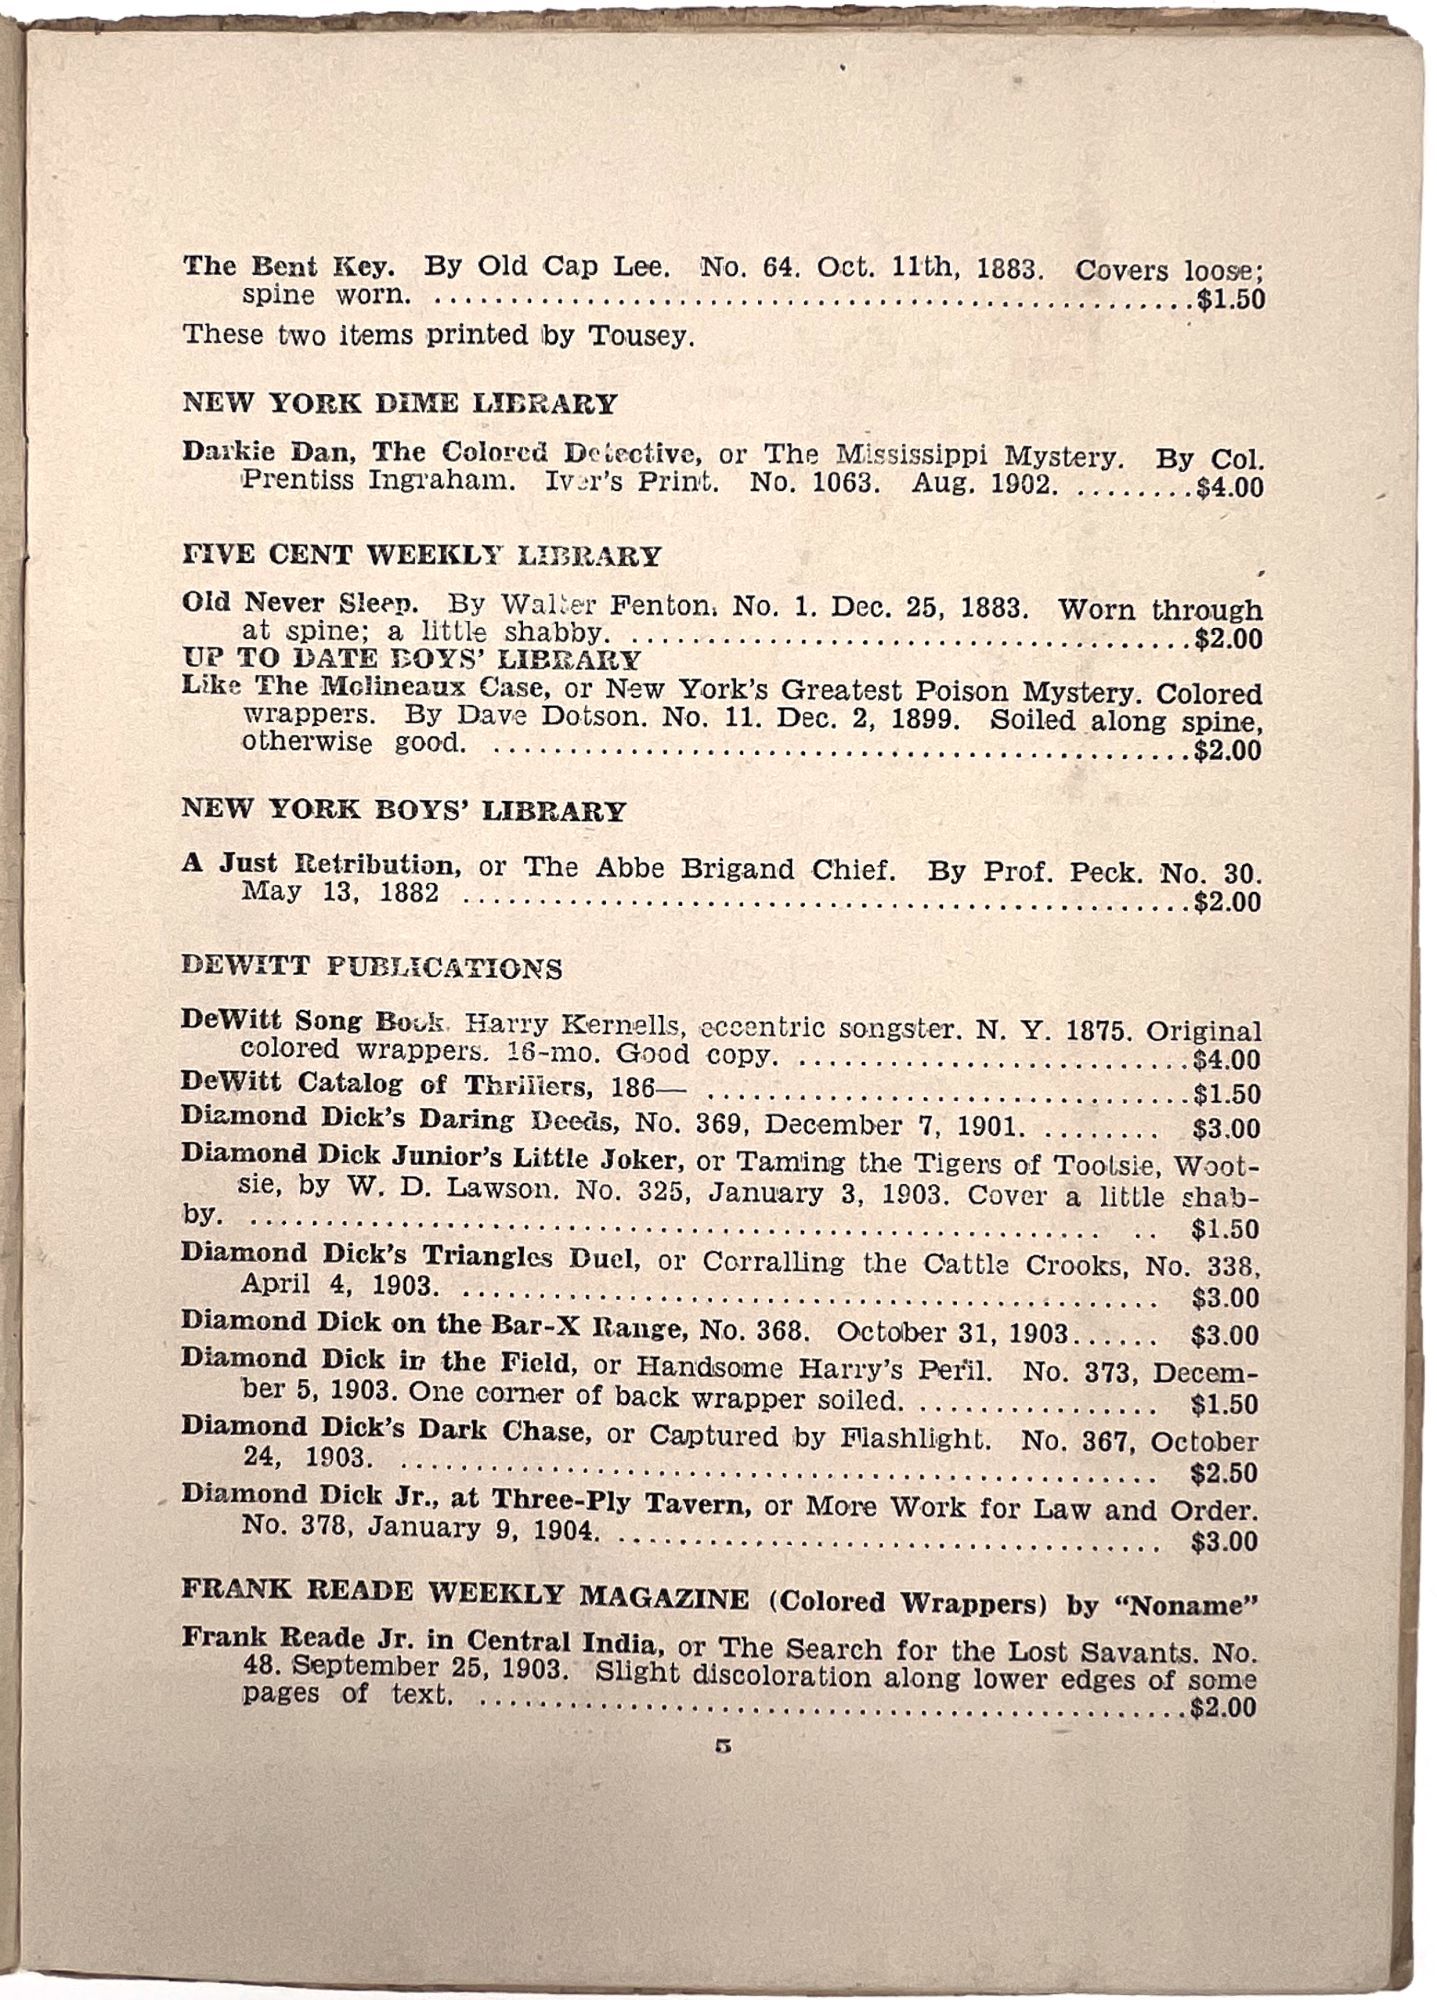 The Bent Key. By Old Cap Lee. No. 64. Oct. 11th, 1883. Covers loose;
spine worn. ..................................................$1.50
These two items printed by Tousey.
NEW YORK DIME LIBRARY
Darkie Dan, The Colored Detective, or The Mississippi Mystery. By Col.
Prentiss Ingraham. Iver's Print. No. 1063. Aug. 1902. ........$4.00
FIVE CENT WEEKLY LIBRARY
Old Never Sleep. By Walter Fenton. No. 1. Dec. 25, 1883. Worn through
at spine; a little shabby. .....................................$2.00
UP TO DATE BOYS' LIBRARY
Like The Molineaux Case, or New York's Greatest Poison Mystery. Colored
wrappers. By Dave Dotson. No. 11. Dec. 2, 1899. Soiled along spine,
otherwise good. ..............................................$2.00
NEW YORK BOYS' LIBRARY
A Just Retribution, or The Abbe Brigand Chief. By Prof. Peck. No. 30.
May 13, 1882 ................................................$2.00
DEWITT PUBLICATIONS
DeWitt Song Book. Harry Kernells, eccentric songster. N. Y. 1875. Original
colored wrappers. 16-mo. Good copy. ..........................$4.00
DeWitt Catalog of Thrillers, 186— ................................$1.50
Diamond Dick's Daring Deeds, No. 369, December 7, 1901. ........ $3.00
Diamond Dick Junior's Little Joker, or Taming the Tigers of Tootsie, Woot-
sie, by W. D. Lawson. No. 325, January 3, 1903. Cover a little shab-
by. ........................................................ .. $1.50
Diamond Dick's Triangles Duel, or Corralling the Cattle Crooks, No. 338,
April 4, 1903. .............................................. $3.00
Diamond Dick on the Bar-X Range, No. 368. October 31, 1903...... $3.00
Diamond Dick in the Field, or Handsome Harry's Peril. No. 373, Decem-
ber 5, 1903. One corner of back wrapper soiled. ................ $1.50
Diamond Dick's Dark Chase, or Captured by Flashlight. No. 367, October
24, 1903. .................................................. $2.50
Diamond Dick Jr., at Three-Ply Tavern, or More Work for Law and Order.
No. 378, January 9, 1904. .................................... $3.00
FRANK READE WEEKLY MAGAZINE (Colored Wrappers) by "Noname"
Frank Reade Jr. in Central India, or The Search for the Lost Savants. No.
48. September 25, 1903. Slight discoloration along lower edges of some
pages of text. ...............................................$2.00
5